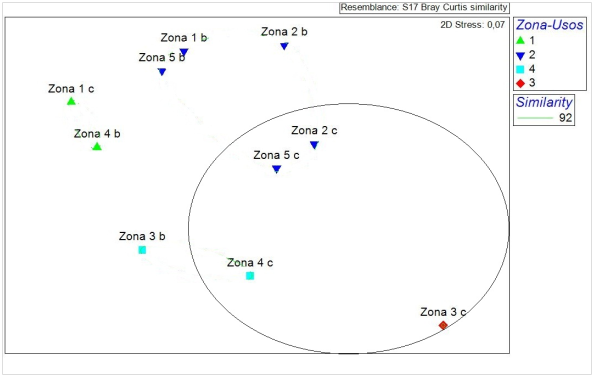 Resemblance: S17 Bray Curtis similarity
2D Stress: 0,07
Zona-Usos
1
2
4
3
Similarity
92
Zona 2 b
Zona 1 b
Zona 5 b
Zona 1 c
Zona 4 b
Zona 2 c
Zona 5 c
Zona 3 b
Zona 4 c
Zona 3 c